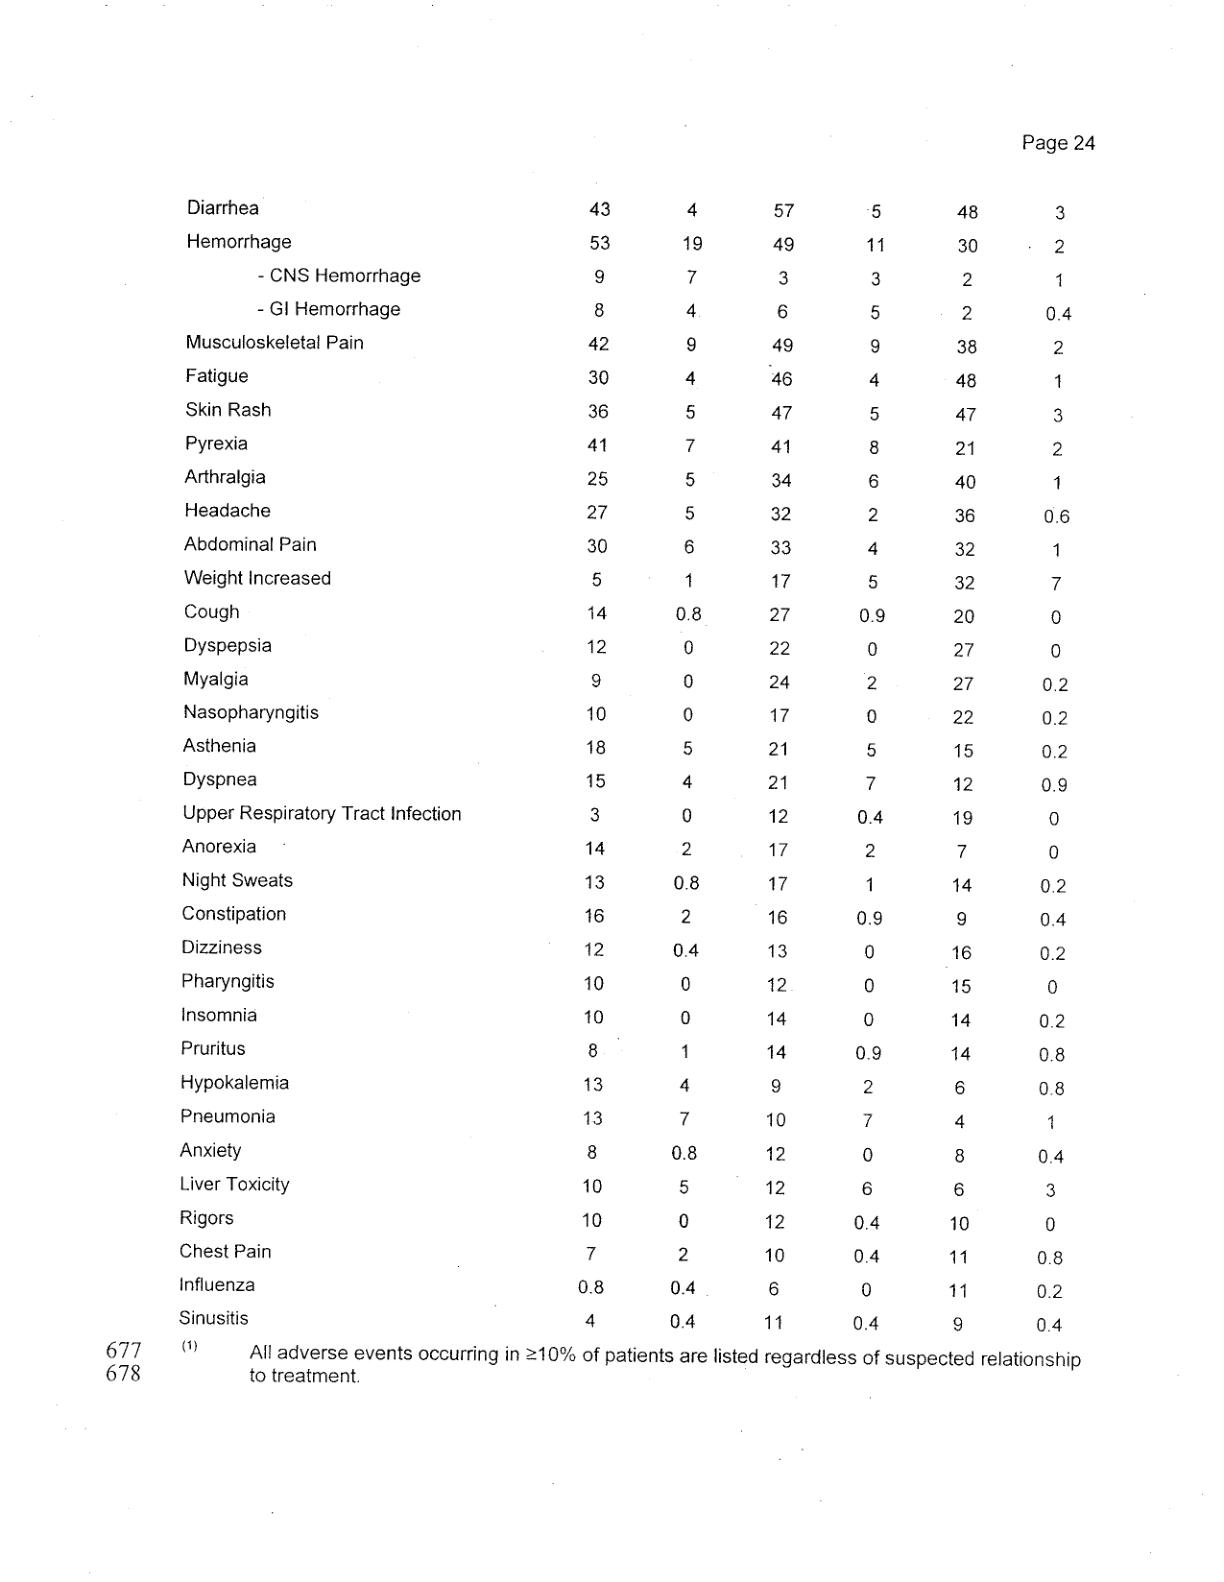 Page 24
Diarrhea 43 4 57 5 48 3
Hemorrhage 53 19 49 11 30 2
- CNS Hemorrhage 9 7 3 3 2 1
- GI Hemorrhage 8 4 6 5 2 0.4
Musculoskeletal Pain 42 9 49 9 38 2
Fatigue 30 4 46 4 48 1
Skin Rash 36 5 47 5 47 3
Pyrexia 41 7 41 8 21 2
Arthralgia 25 5 34 6 40 1
Headache 27 5 32 2 36 0.6
Abdominal Pain 30 6 33 4 32 1
Weight Increased 5 1 17 5 32 7
Cough 14 0.8 27 0.9 20 0
Dyspepsia 12 0 22 0 27 0
Myalgia 9 0 24 2 27 0.2
Nasopharyngitis 10 0 17 0 22 0.2
Asthenia 18 5 21 5 15 0.2
Dyspnea 15 4 21 7 12 0.9
Upper Respiratory Tract Infection 3 0 12 0.4 19 0
Anorexia 14 2 17 2 7 0
Night Sweats 13 0.8 17 1 14 0.2
Constipation 16 2 16 0.9 9 0.4
Dizziness 12 0.4 13 0 16 0.2
Pharyngitis 10 0 12 0 15 0
Insomnia 10 0 14 0 14 0.2
Pruritus 8 1 14 0.9 14 0.8
Hypokalemia 13 4 9 2 6 0.8
Pneumonia 13 7 10 7 4 1
Anxiety 8 0.8 12 0 8 0.4
Liver Toxicity 10 5 12 6 6 3
Rigors 10 0 12 0.4 10 0
Chest Pain 7 2 10 0.4 11 0.8
Influenza 0.8 0.4 6 0 11 0.2
Sinusitis 4 0.4 11 0.4 9 0.4
677 (1) All adverse events occurring in ≥10% of patients are listed regardless of suspected relationship
678 to treatment.